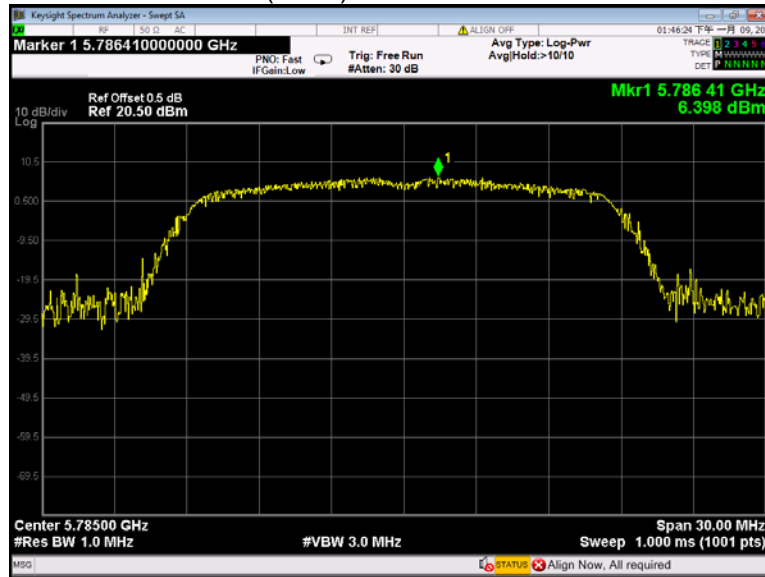 Keysight Spectrum Analyzer - Swept SA
RF 50 Ω AC INT REF ALIGN OFF 01:46:24 下午 一月 09, 20
Marker 1 5.786410000000 GHz
PNO: Fast
IFGain:Low
Trig: Free Run
#Atten: 30 dB
Avg Type: Log-Pwr
Avg|Hold:>10/10
TRACE 1 2 3 4 5
TYPE M
DET P N N N N
Mkr1 5.786 41 GHz
6.398 dBm
Ref Offset 0.5 dB
10 dB/div Ref 20.50 dBm
Log
1
10.5
0.500
-9.50
-19.5
-29.5
-39.5
-49.5
-59.5
-69.5
Center 5.78500 GHz
Span 30.00 MHz
#Res BW 1.0 MHz
#VBW 3.0 MHz
Sweep 1.000 ms (1001 pts)
MSG
STATUS Align Now, All required